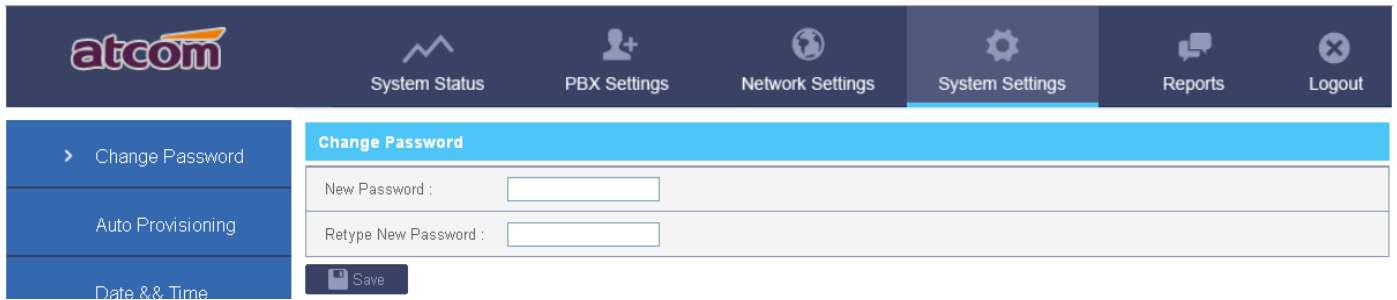 atcom
System Status
PBX Settings
Network Settings
System Settings
Reports
Logout
Change Password
Auto Provisioning
Date && Time
Change Password
New Password :
Retype New Password :
Save